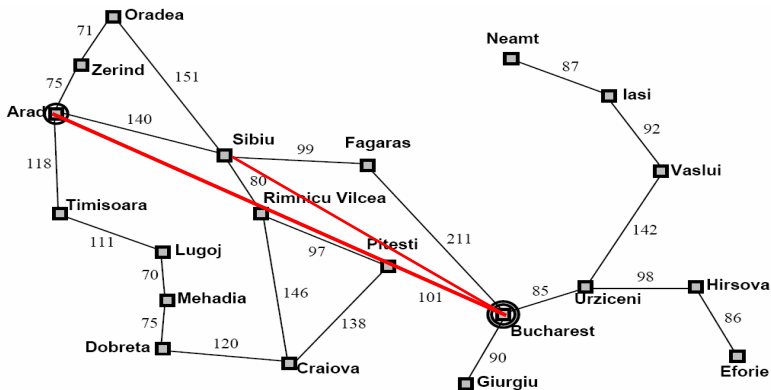 Oradea
71
Neamt
Zerind
87
151
75
Iasi
Arad
140
Sibiu
Fagaras
92
99
118
80
Vaslui
Rimnicu Vilcea
Timisoara
211
142
111
97
Pitesti
Lugoj
70
98
Hirsova
146
101
85
Urziceni
Mehadia
86
75
138
Bucharest
Dobreta
120
90
Eforie
Craiova
Giurgiu